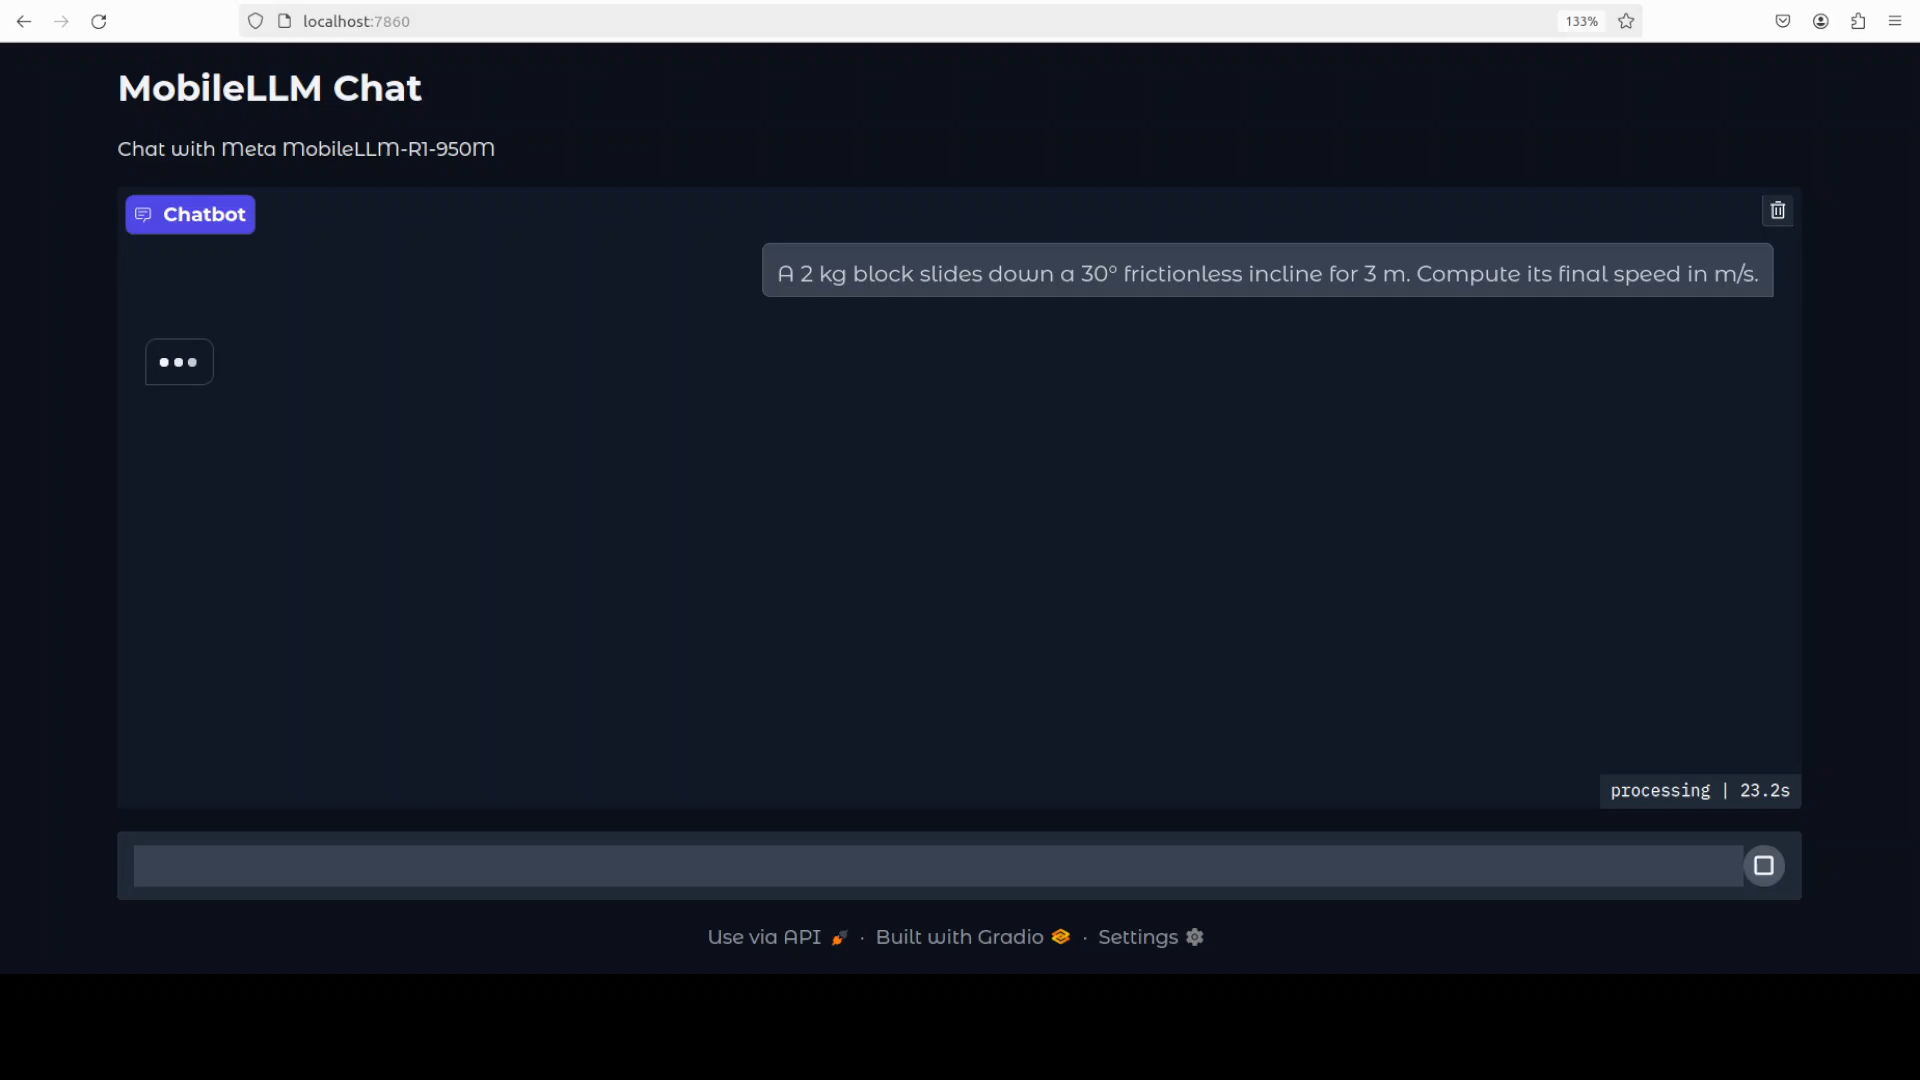 localhost:7860
133%
MobileLLM Chat
Chat with Meta MobileLLM-R1-950M
Chatbot
A 2 kg block slides down a 30° frictionless incline for 3 m. Compute its final speed in m/s.
processing | 23.2s
Use via API · Built with Gradio · Settings